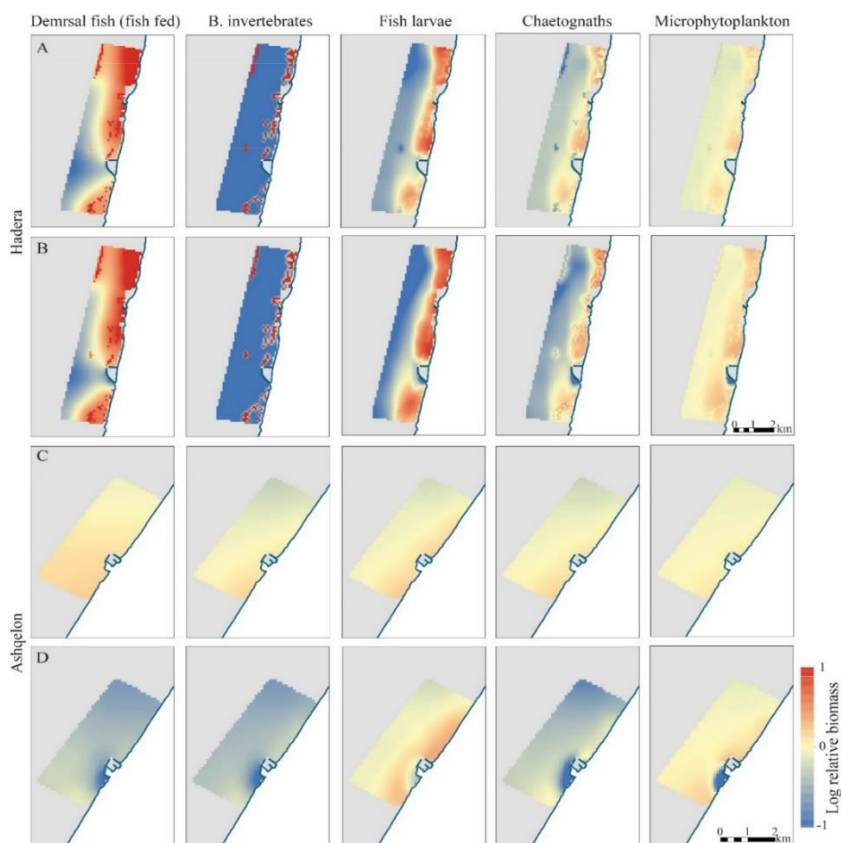 Demrsal fish (fish fed) B. invertebrates Fish larvae Chaetognaths Microphytoplankton
A
Hadera
B
0 1 2
km
C
Ashqelon
D
1
0
-1
Log relative biomass
0 1 2
km